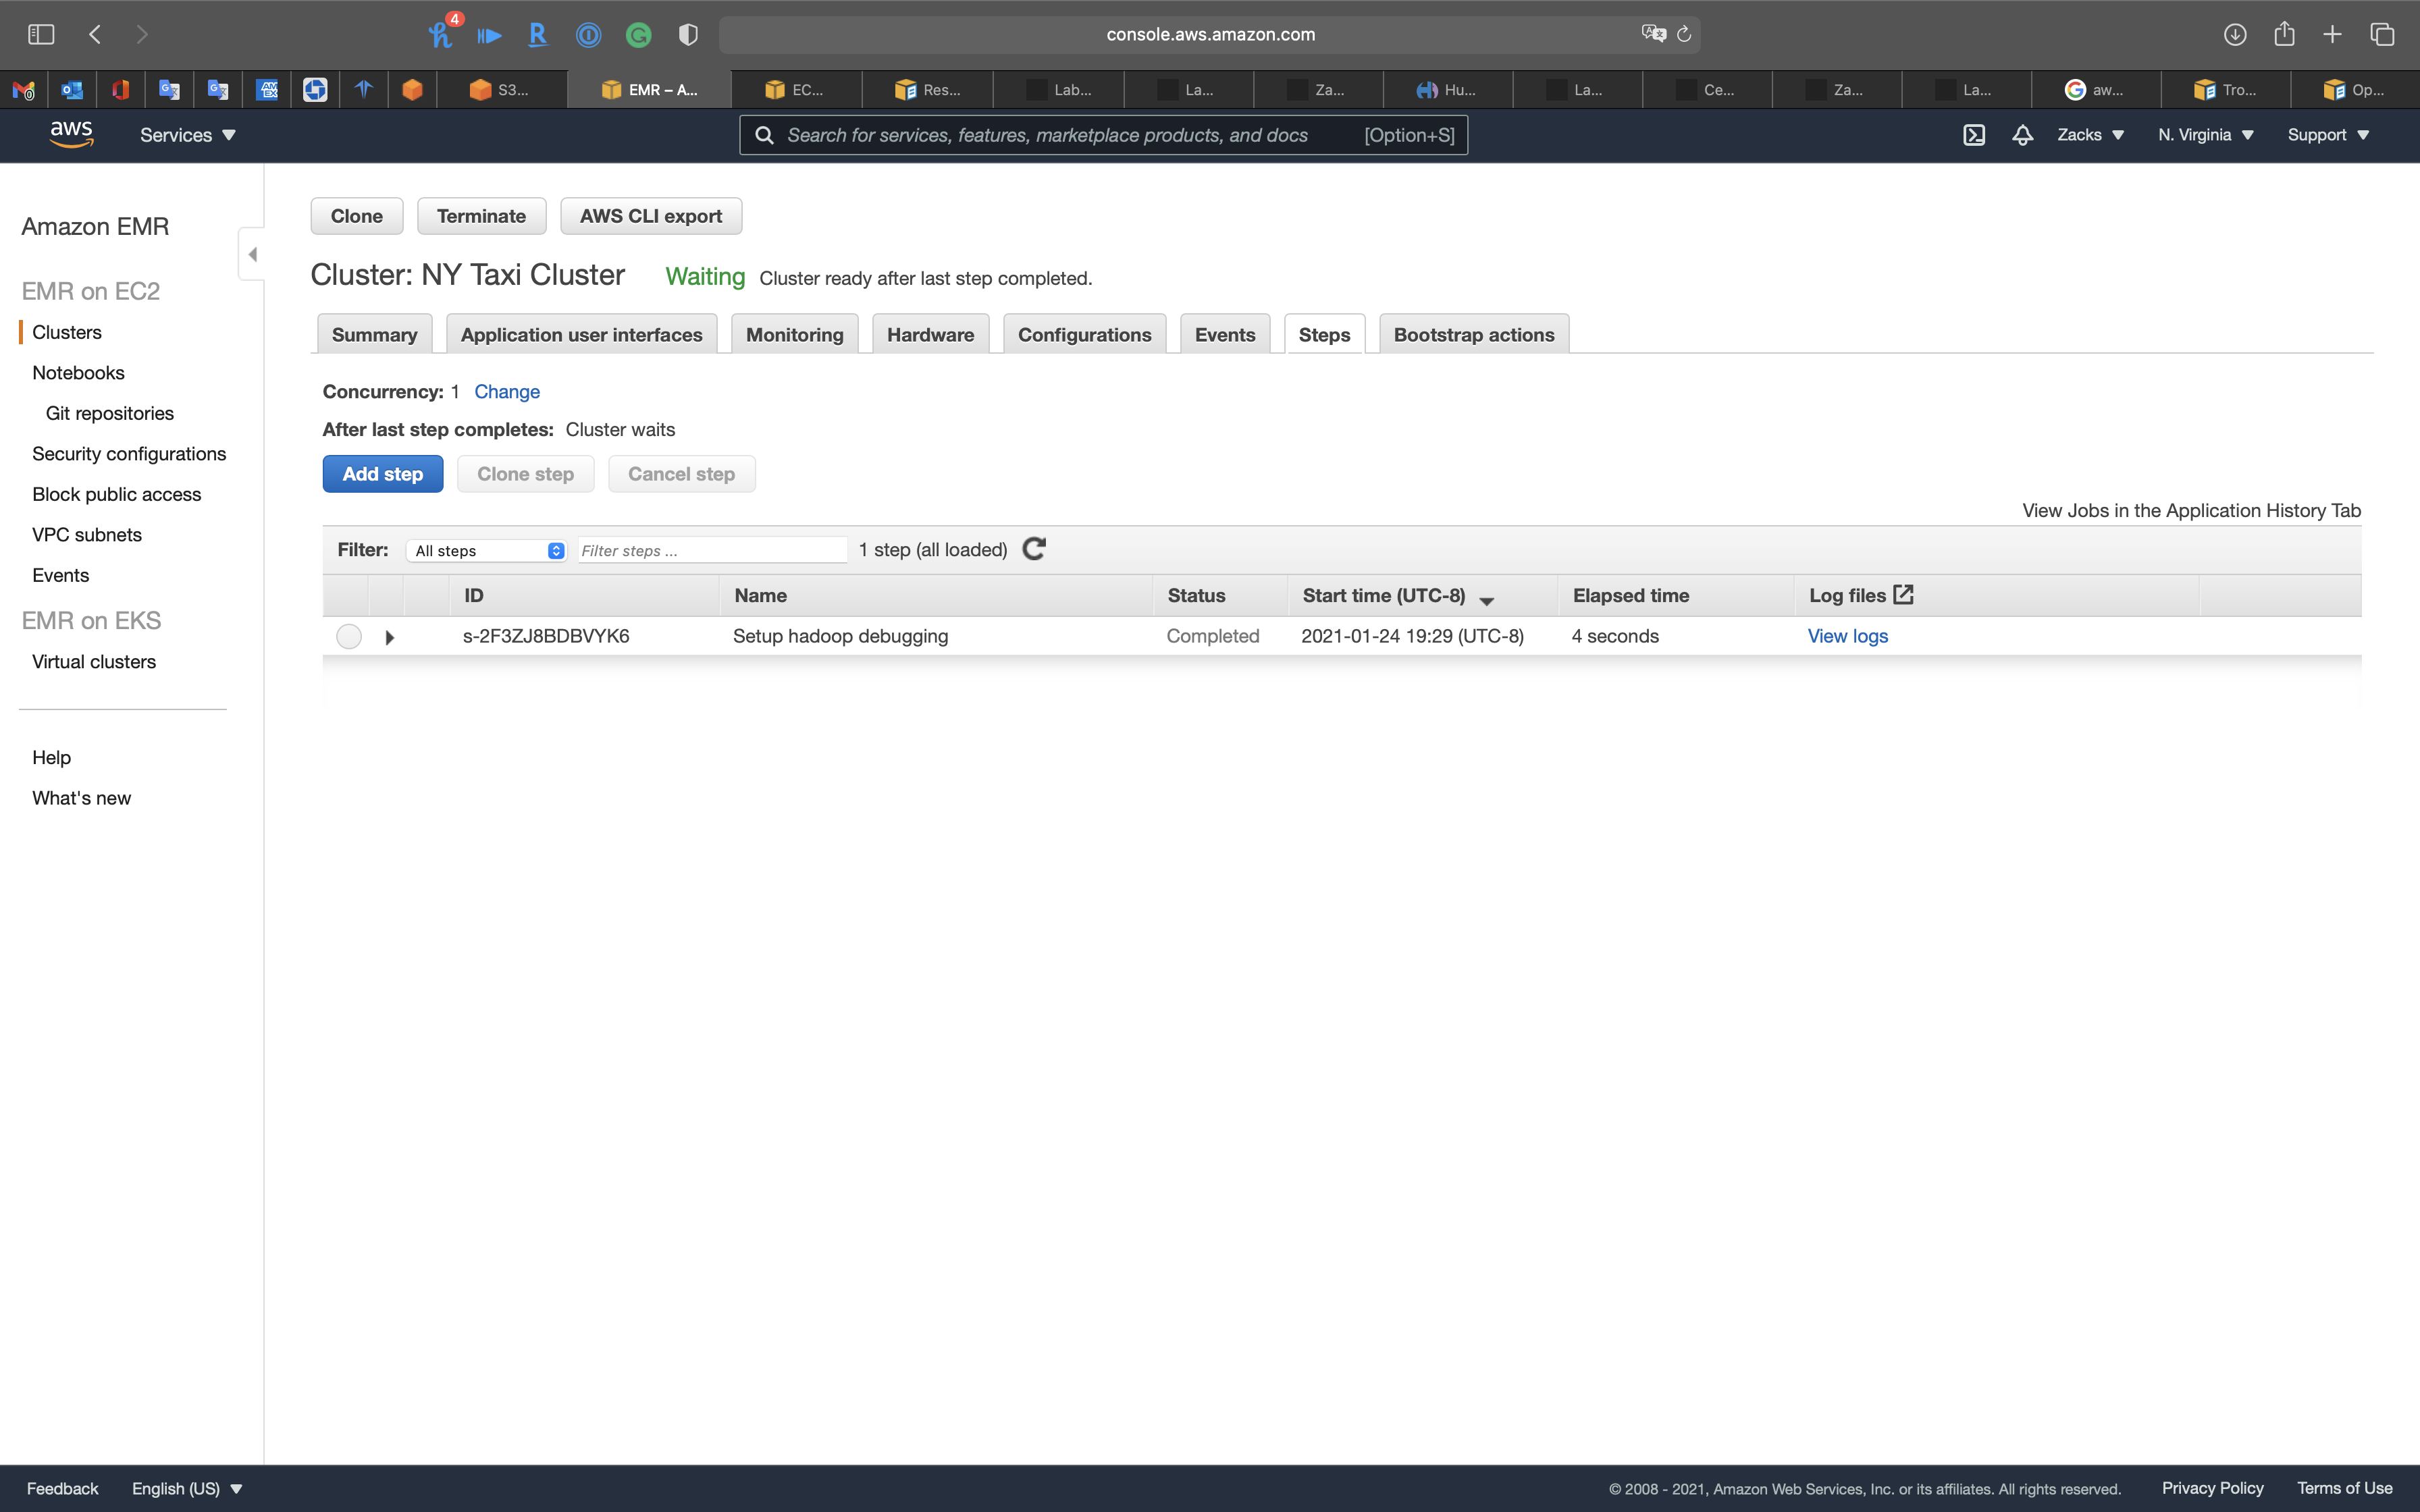 4
console.aws.amazon.com
S3... EMR – A... EC... Res... Lab... La... Za... Hu... La... Ce... Za... La... aw... Tro... Op...
aws Services Search for services, features, marketplace products, and docs [Option+S] Zacks N. Virginia Support
Amazon EMR
EMR on EC2
Clusters
Notebooks
Git repositories
Security configurations
Block public access
VPC subnets
Events
EMR on EKS
Virtual clusters
Help
What's new
Clone Terminate AWS CLI export
Cluster: NY Taxi Cluster Waiting Cluster ready after last step completed.
Summary Application user interfaces Monitoring Hardware Configurations Events Steps Bootstrap actions
Concurrency: 1 Change
After last step completes: Cluster waits
Add step Clone step Cancel step
View Jobs in the Application History Tab
Filter: All steps Filter steps ... 1 step (all loaded)
ID Name Status Start time (UTC-8) Elapsed time Log files
s-2F3ZJ8BDBVYK6 Setup hadoop debugging Completed 2021-01-24 19:29 (UTC-8) 4 seconds View logs
Feedback English (US) © 2008 - 2021, Amazon Web Services, Inc. or its affiliates. All rights reserved. Privacy Policy Terms of Use